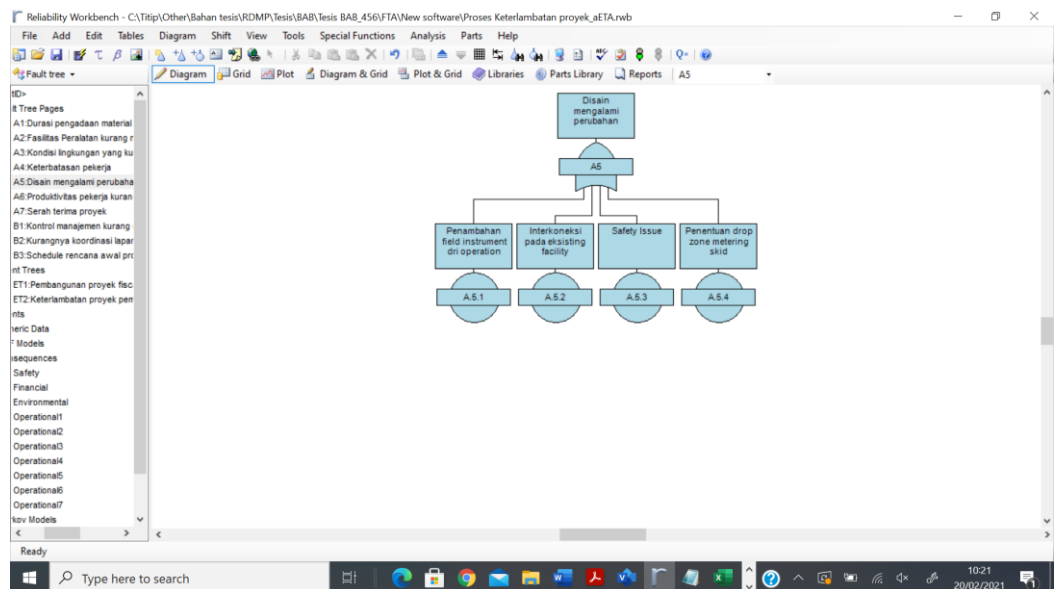 Reliability Workbench - C:\Titip\Other\Bahan tesis\RDMP\Tesis\BAB\Tesis BAB_456\FTA\New software\Proses Keterlambatan proyek_aETA.rwb
File Add Edit Tables Diagram Shift View Tools Special Functions Analysis Parts Help
Fault tree
Diagram Grid Plot Diagram & Grid Plot & Grid Libraries Parts Library Reports A5
tID>
lt Tree Pages
A1:Durasi pengadaan material
A2:Fasilitas Peralatan kurang r
A3:Kondisi lingkungan yang ku
A4:Keterbatasan pekerja
A5:Disain mengalami perubaha
A6:Produktivitas pekerja kuran
A7:Serah terima proyek
B1:Kontrol manajemen kurang
B2:Kurangnya koordinasi lapar
B3:Schedule rencana awal pro
nt Trees
ET1:Pembangunan proyek fisc
ET2:Keterlambatan proyek pem
nts
neric Data
Models
nsequences
Safety
Financial
Environmental
Operational1
Operational2
Operational3
Operational4
Operational5
Operational6
Operational7
rkov Models
Disain
mengalami
perubahan
A5
Penambahan
field instrument
dri operation
Interkoneksi
pada eksisting
facility
Safety Issue
Penentuan drop
zone metering
skid
A.5.1
A.5.2
A.5.3
A.5.4
Ready
Type here to search
10:21
20/02/2021